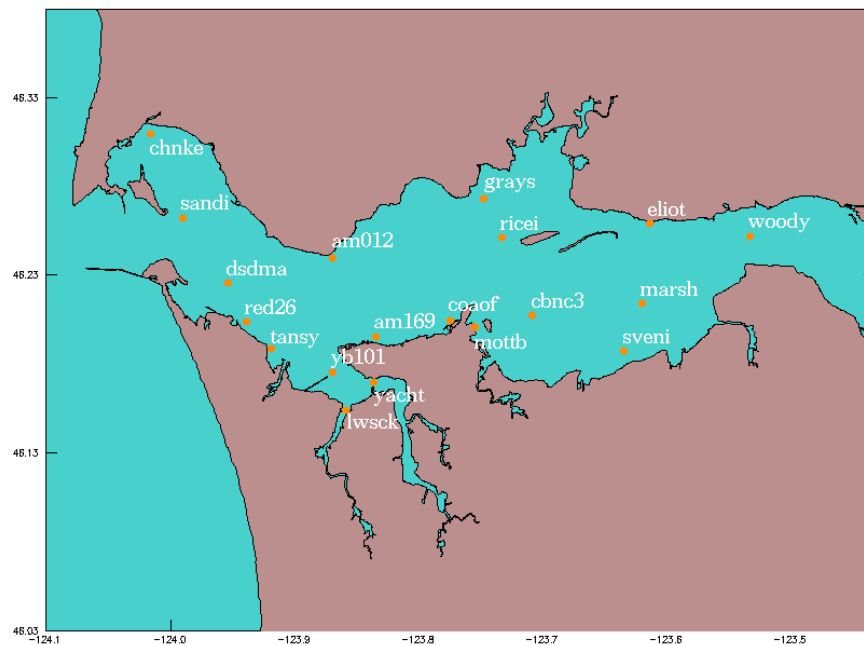 46.33
chnke
grays
sandi
eliot
ricei
woody
am012
46.23
dsdma
marsh
red26
coaof
cbnc3
am169
tansy
mottb
sveni
yb101
yacht
lwsck
46.13
46.03
-124.1
-124.0
-123.9
-123.8
-123.7
-123.6
-123.5